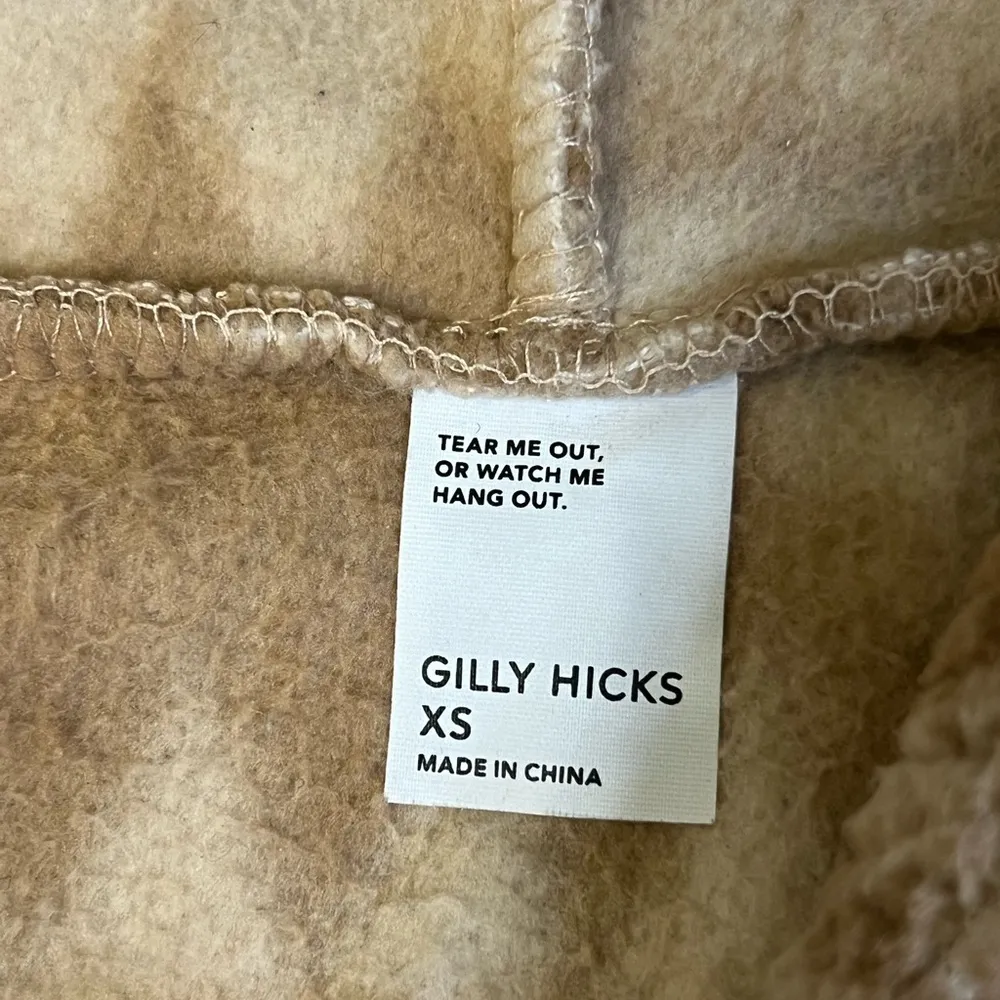 TEAR ME OUT,
OR WATCH ME
HANG OUT.
GILLY HICKS
XS
MADE IN CHINA